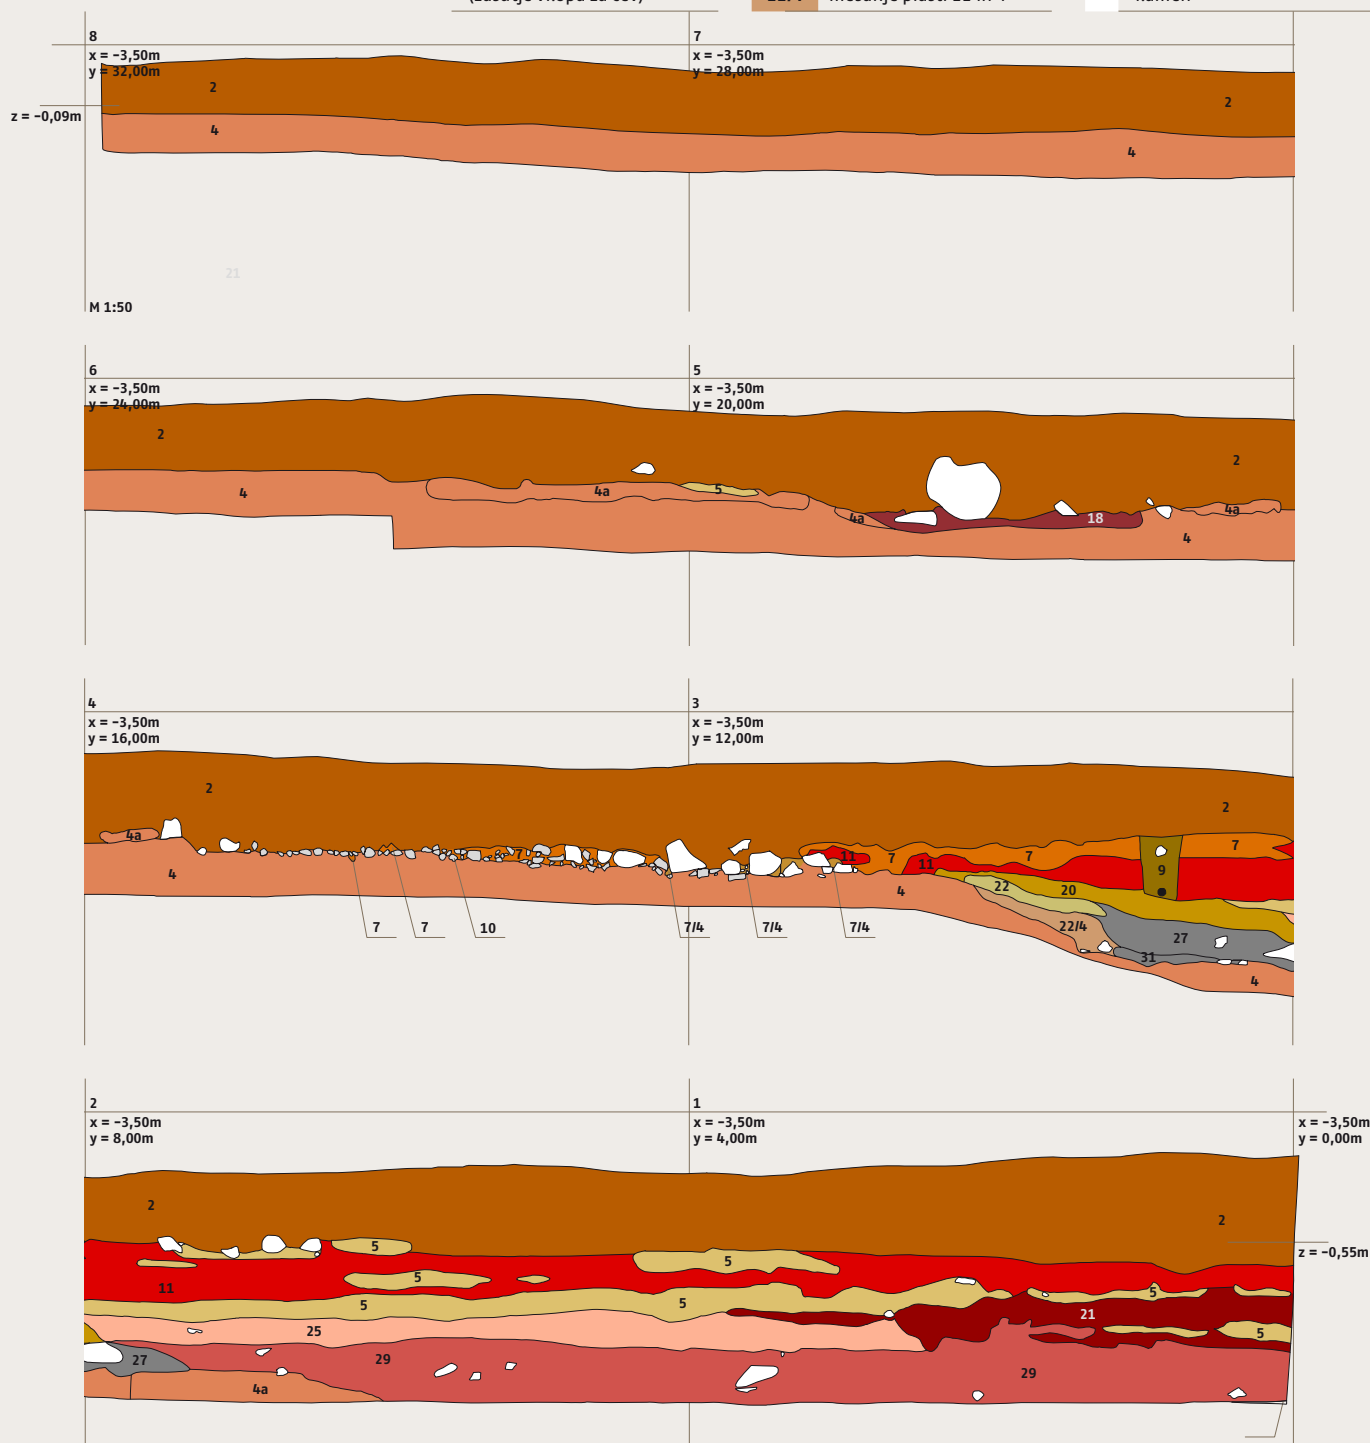 8
x = −3,50m
y = 32,00m
7
x = −3,50m
y = 28,00m
2
2
z = −0,09m
4
4
21
M 1:50
6
x = −3,50m
y = 24,00m
5
x = −3,50m
y = 20,00m
2
2
4
4a
5
4a
18
4a
4
4
x = −3,50m
y = 16,00m
3
x = −3,50m
y = 12,00m
2
2
4a
7
11
7
11
7
7
9
4
4
22
20
22/4
27
31
4
7
7
10
7/4
7/4
7/4
2
x = −3,50m
y = 8,00m
1
x = −3,50m
y = 4,00m
x = −3,50m
y = 0,00m
2
2
z = −0,55m
5
5
5
11
5
5
5
21
25
5
27
29
29
4a